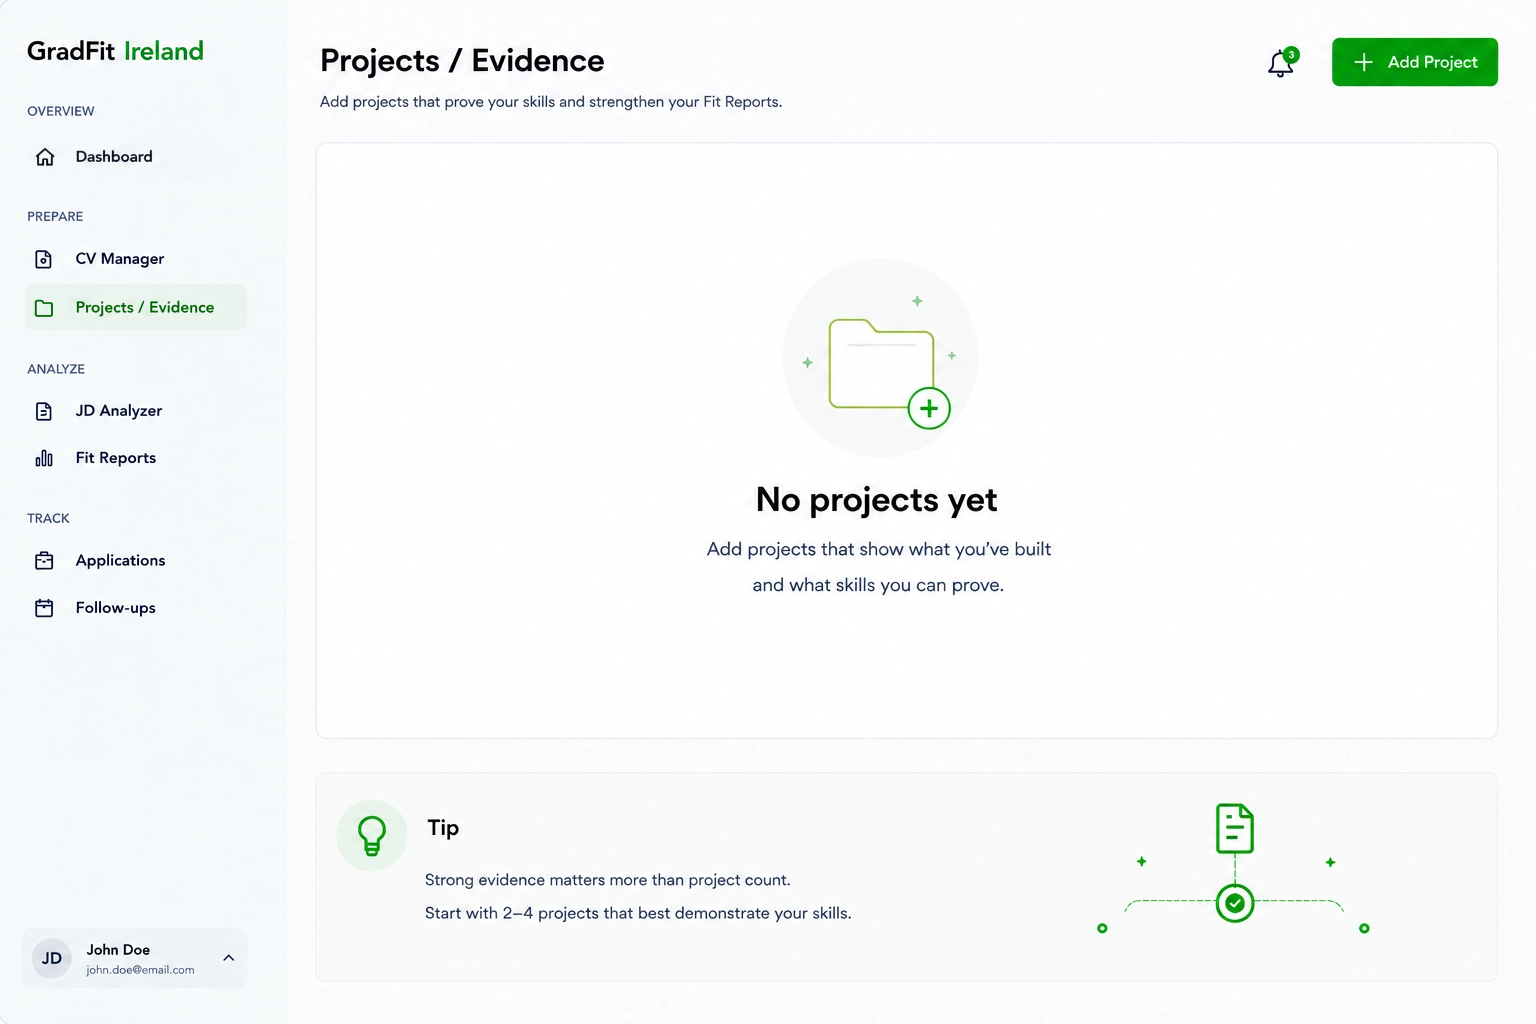 GradFit Ireland
OVERVIEW
Dashboard
PREPARE
CV Manager
Projects / Evidence
ANALYZE
JD Analyzer
Fit Reports
TRACK
Applications
Follow-ups
JD
John Doe
john.doe@email.com
Projects / Evidence
Add projects that prove your skills and strengthen your Fit Reports.
3
Add Project
No projects yet
Add projects that show what you’ve built
and what skills you can prove.
Tip
Strong evidence matters more than project count.
Start with 2–4 projects that best demonstrate your skills.